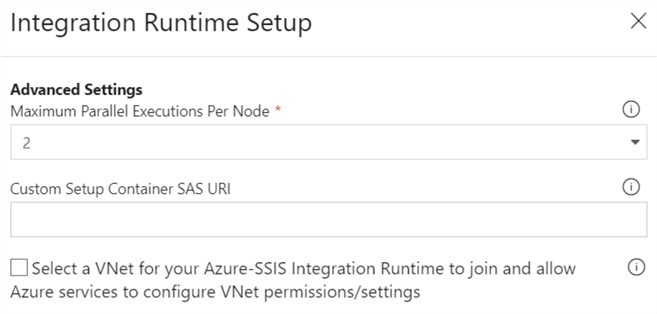 Integration Runtime Setup
Advanced Settings
Maximum Parallel Executions Per Node *
2
Custom Setup Container SAS URI
Select a VNet for your Azure-SSIS Integration Runtime to join and allow
Azure services to configure VNet permissions/settings